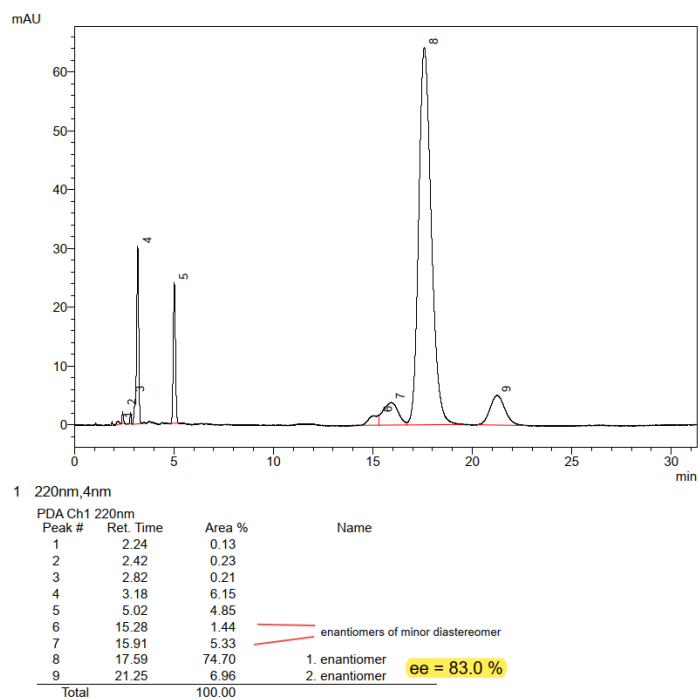 mAU
8
60
50
40
4
30
5
20
10
2
3
6
7
9
0
0 5 10 15 20 25 30
min
1 220nm,4nm
PDA Ch1 220nm
Peak # Ret. Time Area % Name
1 2.24 0.13
2 2.42 0.23
3 2.82 0.21
4 3.18 6.15
5 5.02 4.85
6 15.28 1.44
enantiomers of minor diastereomer
7 15.91 5.33
8 17.59 74.70 1. enantiomer
ee = 83.0 %
9 21.25 6.96 2. enantiomer
Total 100.00